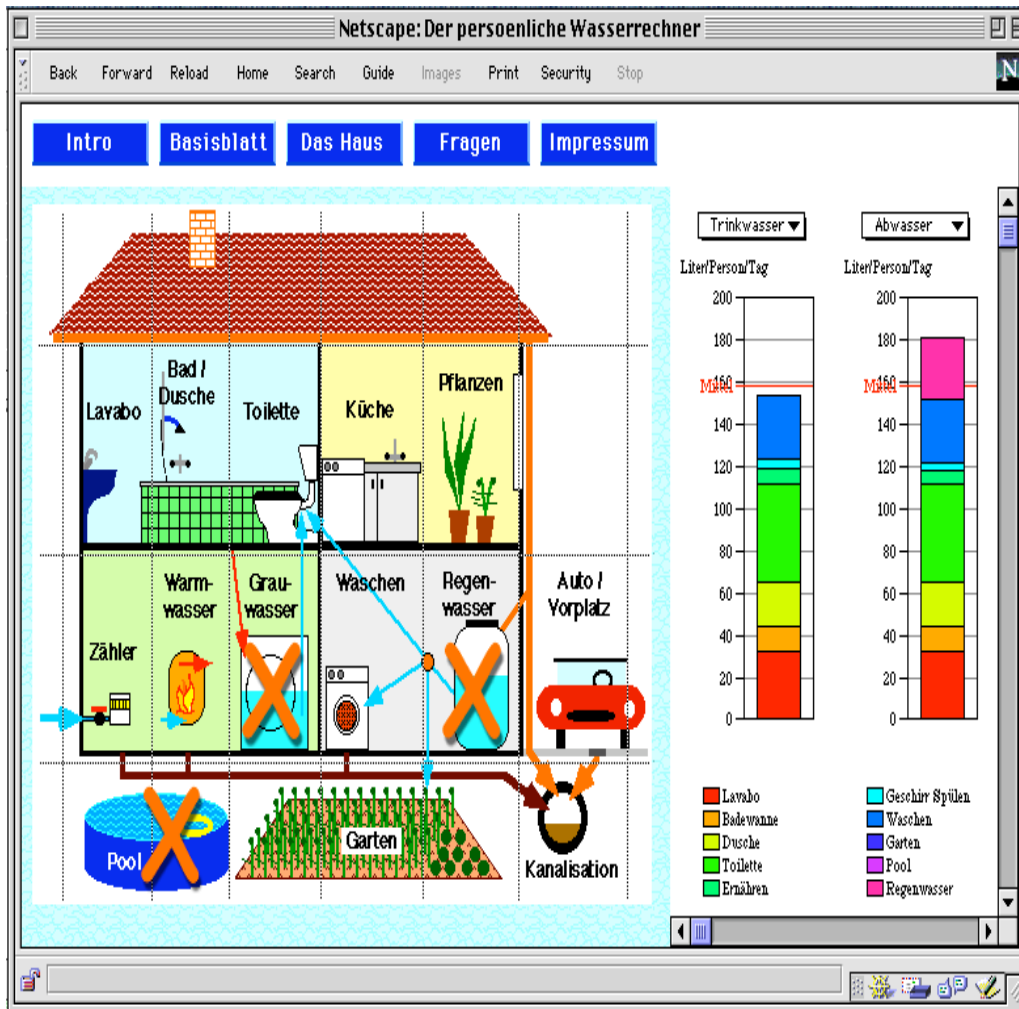 Netscape: Der persoenliche Wasserrechner
Back Forward Reload Home Search Guide Images Print Security Stop
N
Intro Basisblatt Das Haus Fragen Impressum
Lavabo
Bad /
Dusche
Toilette
Küche
Pflanzen
Zähler
Warm-
wasser
Grau-
wasser
Waschen
Regen-
wasser
Auto /
Vorplatz
Pool
Garten
Kanalisation
Trinkwasser
Liter/Person/Tag
200
180
160
Mittel
140
120
100
80
60
40
20
0
Abwasser
Liter/Person/Tag
200
180
160
Mittel
140
120
100
80
60
40
20
0
Lavabo
Badewanne
Dusche
Toilette
Ernähren
Geschirr Spülen
Waschen
Garten
Pool
Regenwasser